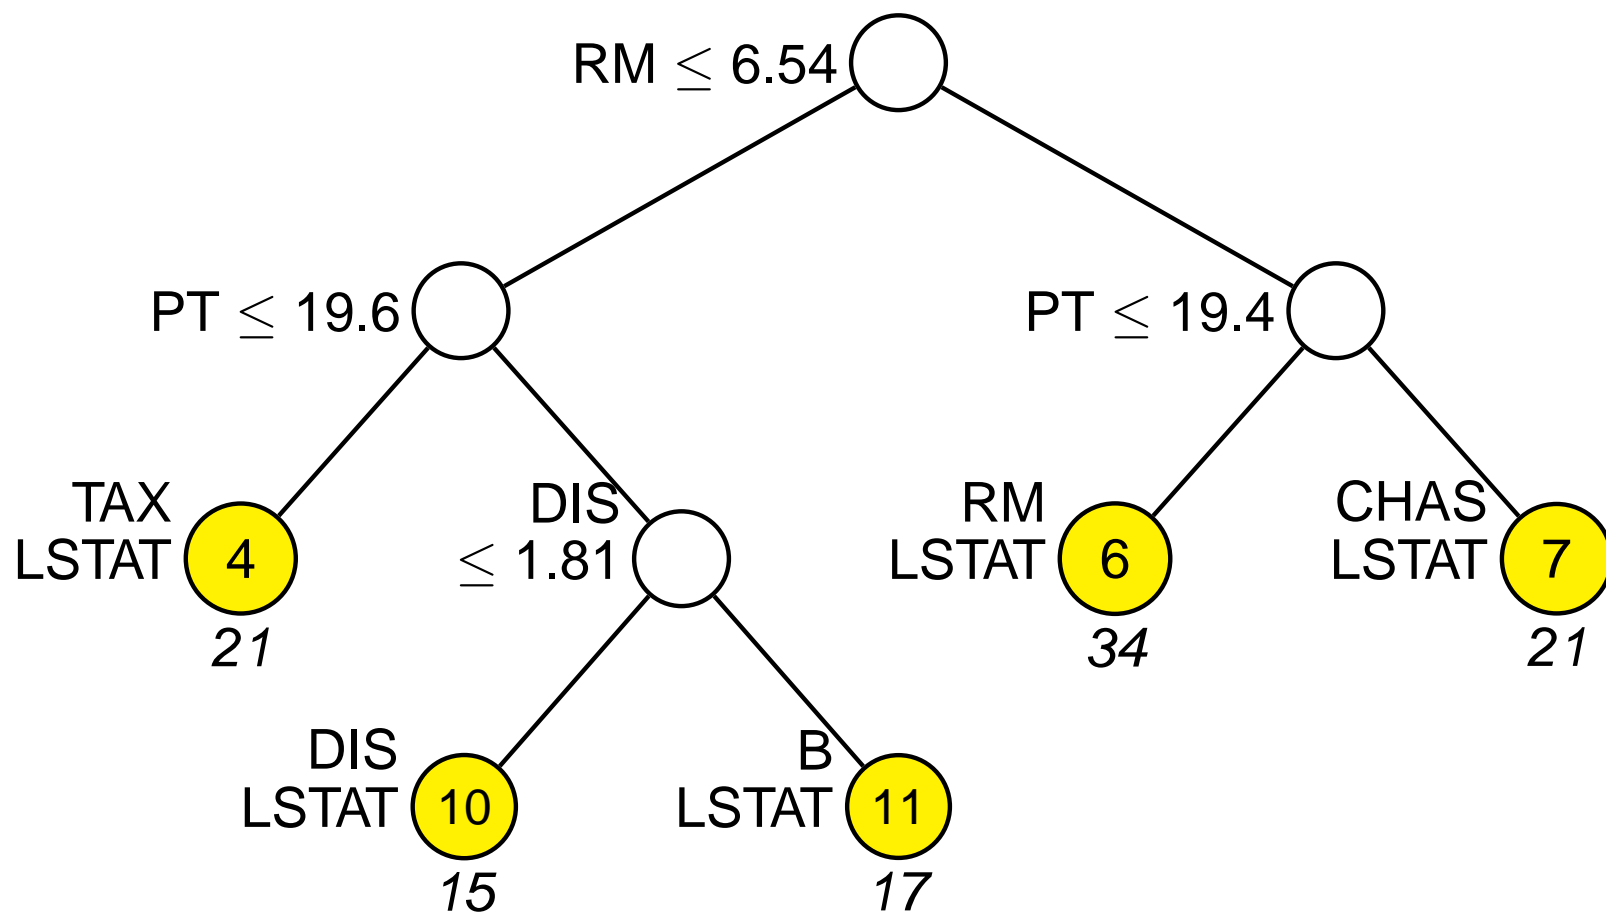 RM ≤ 6.54
PT ≤ 19.6
PT ≤ 19.4
TAX
LSTAT
4
21
DIS
≤ 1.81
RM
LSTAT
6
34
CHAS
LSTAT
7
21
DIS
LSTAT
10
15
B
LSTAT
11
17